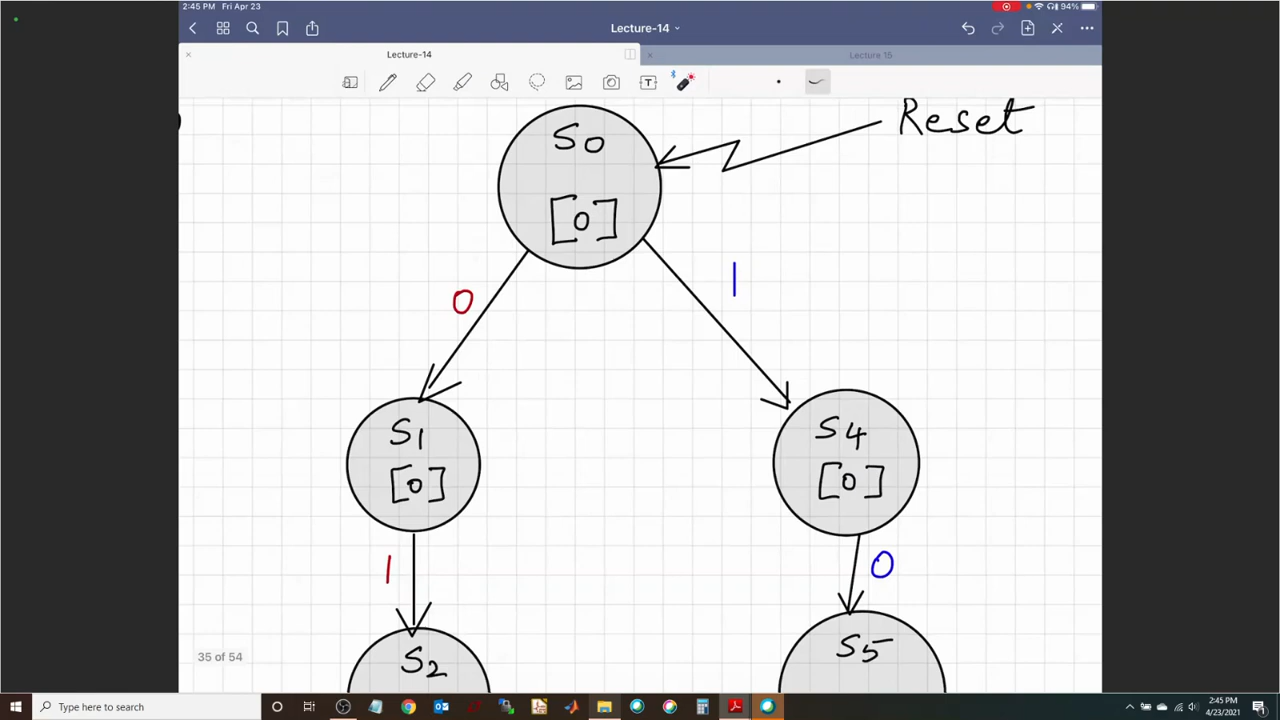 2:45 PM Fri Apr 23
94%
Lecture-14
Lecture-14
Lecture 15
T
Reset
S0
[0]
0
1
S1
[0]
S4
[0]
1
0
S2
S5
35 of 54
Type here to search
2:45 PM
4/23/2021